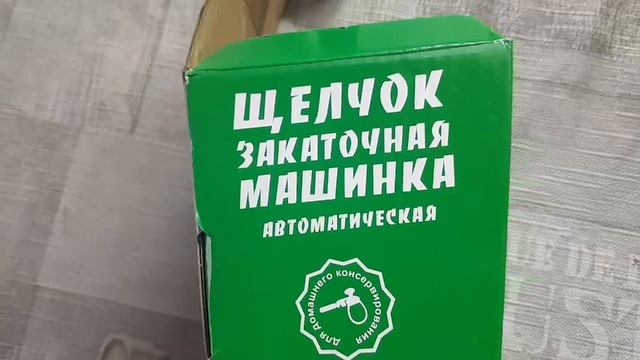 ЩЕЛЧОК
ЗАКАТОЧНАЯ
МАШИНКА
АВТОМАТИЧЕСКАЯ
для домашнего консервирования